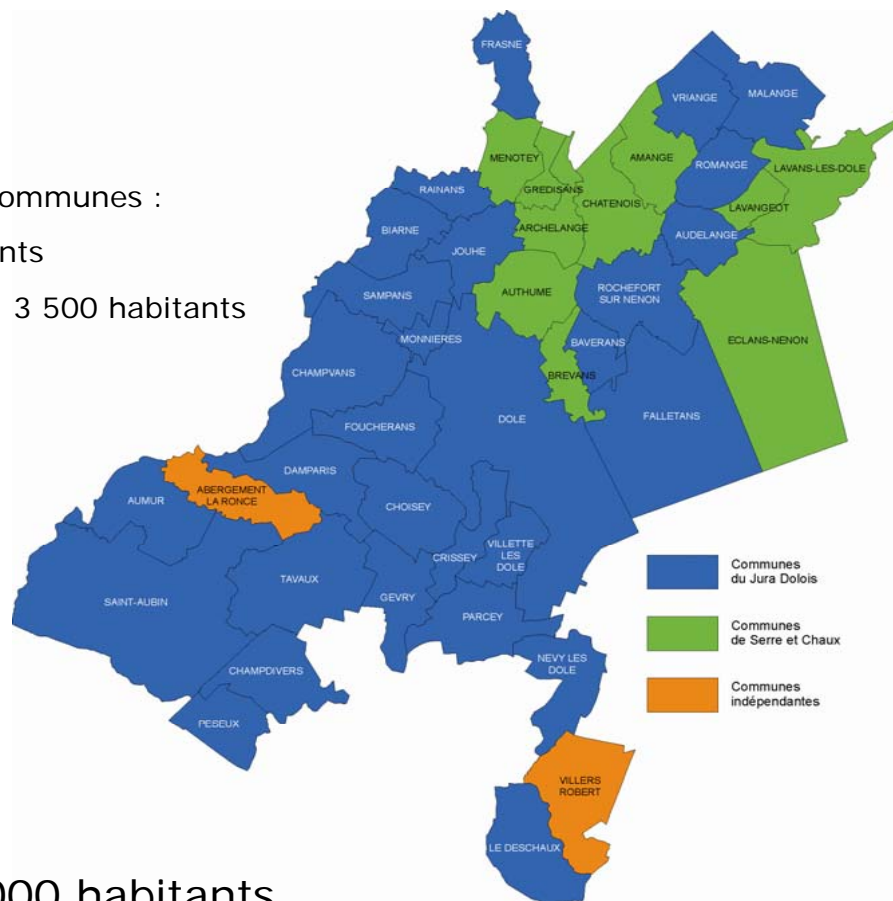 FRASNE
VRIANGE
MALANGE
MENOTEY
AMANGE
ROMANGE
LAVANS-LES-DOLE
RAINANS
GREDISANS
CHATENOIS
LAVANGEOT
ommunes :
BIARNE
JOUHE
ARCHELANGE
AUDELANGE
nts
SAMPANS
AUTHUME
ROCHEFORT
SUR NENON
3 500 habitants
MONNIERES
BAVERANS
ECLANS-NENON
CHAMPVANS
BREVANS
FOUCHERANS
DOLE
FALLETANS
DAMPARIS
AUMUR
ABERGEMENT
LA RONCE
CHOISEY
CRISSEY
VILLETTE
LES
DOLE
SAINT-AUBIN
TAVAUX
GEVRY
PARCEY
CHAMPDIVERS
NEVY LES
DOLE
PESEUX
VILLERS
ROBERT
LE DESCHAUX
Communes
du Jura Dolois
Communes
de Serre et Chaux
Communes
indépendantes
000 habitants